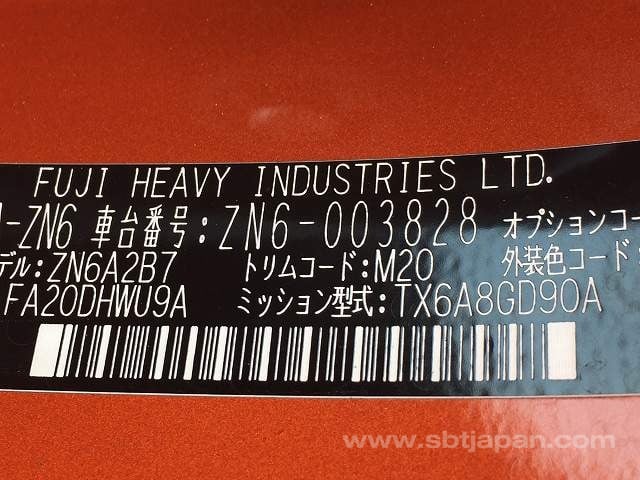 FUJI HEAVY INDUSTRIES LTD.
-ZN6 車台番号:ZN6-003828 オプションコー
デル:ZN6A2B7 トリムコード:M20 外装色コード
FA20DHWU9A ミッション型式:TX6A8GD90A
www.sbtjapan.com